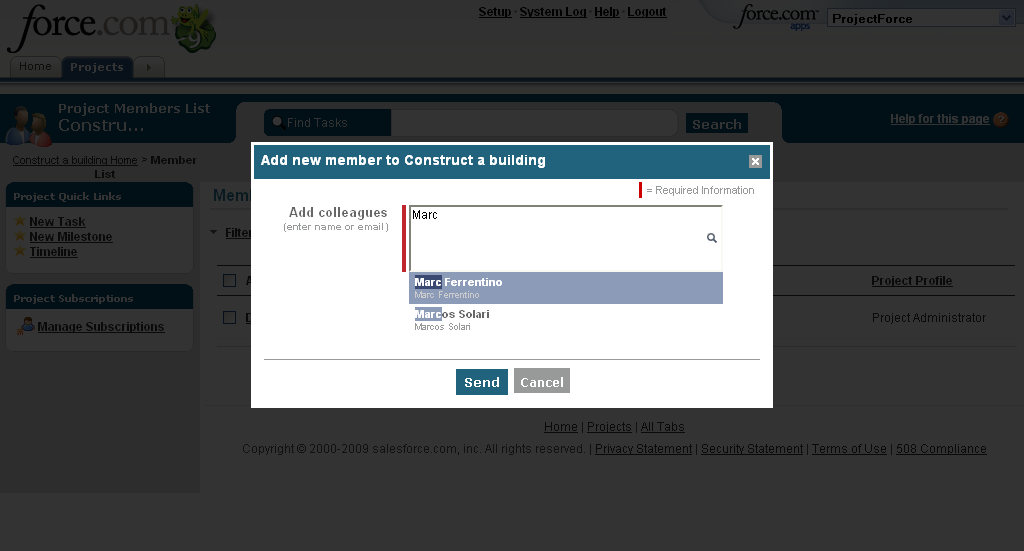 force.com
Setup · System Log · Help · Logout
force.com apps
ProjectForce
Home
Projects
Project Members List
Constru...
Find Tasks
Search
Help for this page
Construct a building Home > Member List
Project Quick Links
New Task
New Milestone
Timeline
Project Subscriptions
Manage Subscriptions
Add new member to Construct a building
= Required Information
Add colleagues
(enter name or email)
Marc
Marc Ferrentino
Marc Ferrentino
Marcos Solari
Marcos Solari
Send
Cancel
Project Profile
Project Administrator
Home | Projects | All Tabs
Copyright © 2000-2009 salesforce.com, inc. All rights reserved. | Privacy Statement | Security Statement | Terms of Use | 508 Compliance